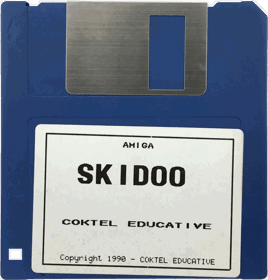 AMIGA
SKIDOO
COKTEL EDUCATIVE
Copyright 1990 - COKTEL EDUCATIVE